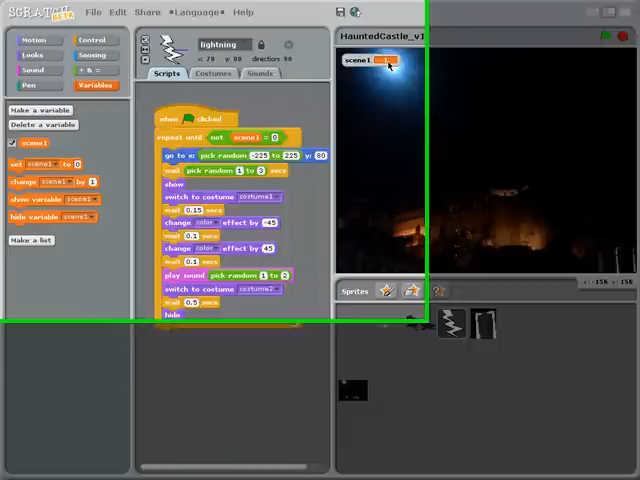 SCRATCH BETA File Edit Share •Language• Help
Motion Control
Looks Sensing
Sound + & =
Pen Variables
lightning
x: 79 y: 80 direction: 90
Scripts Costumes Sounds
HauntedCastle_v1
Make a variable
Delete a variable
scene1
set scene1 to 0
change scene1 by 1
show variable scene1
hide variable scene1
Make a list
when clicked
repeat until not scene1 = 0
go to x: pick random -225 to 225 y: 80
wait pick random 1 to 3 secs
show
switch to costume costume1
wait 0.15 secs
change color effect by -45
wait 0.1 secs
change color effect by 45
wait 0.1 secs
play sound pick random 1 to 2
switch to costume costume2
wait 0.5 secs
hide
scene1 1
Sprites
x: -156 y: 156